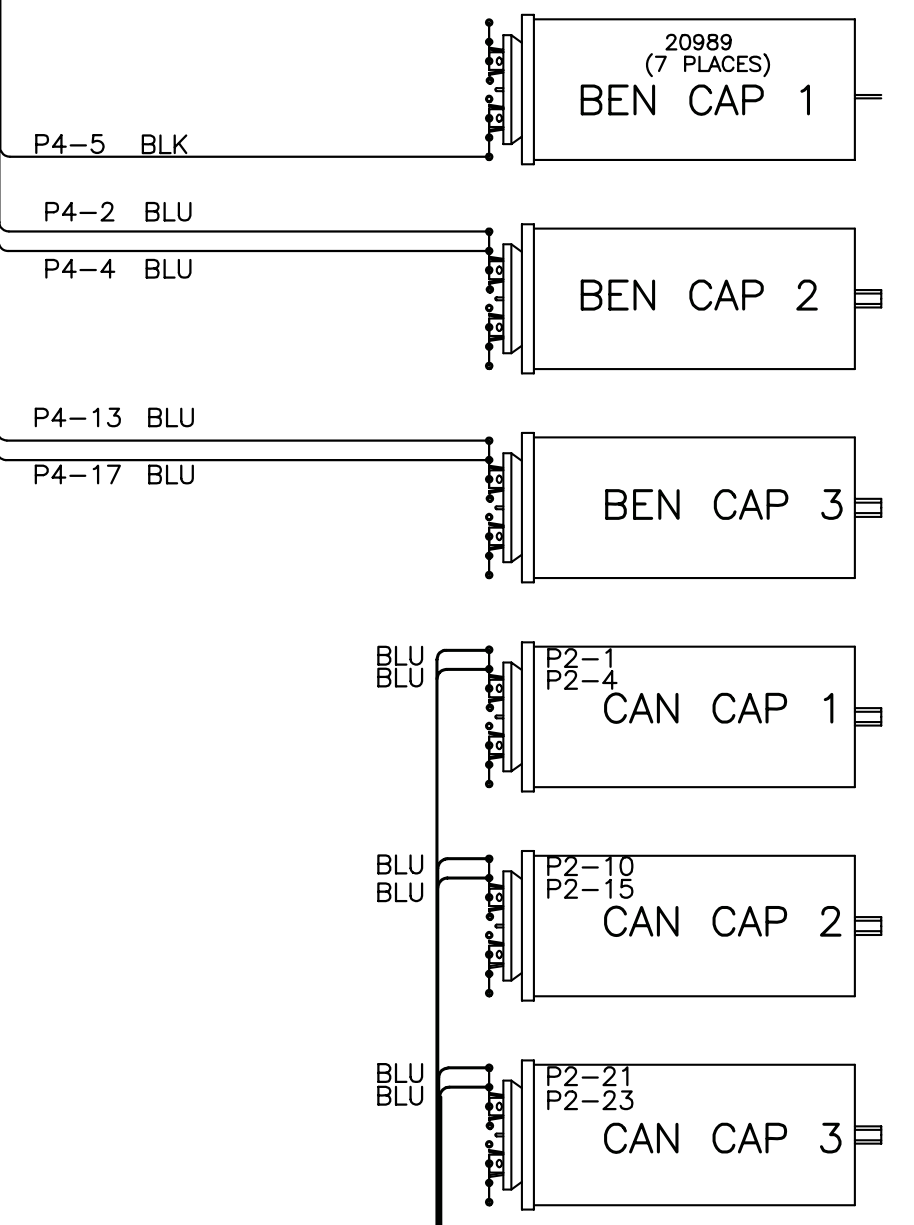 20989
(7 PLACES)
BEN CAP 1
P4-5 BLK
P4-2 BLU
P4-4 BLU
BEN CAP 2
P4-13 BLU
P4-17 BLU
BEN CAP 3
BLU P2-1
BLU P2-4
CAN CAP 1
BLU P2-10
BLU P2-15
CAN CAP 2
BLU P2-21
BLU P2-23
CAN CAP 3